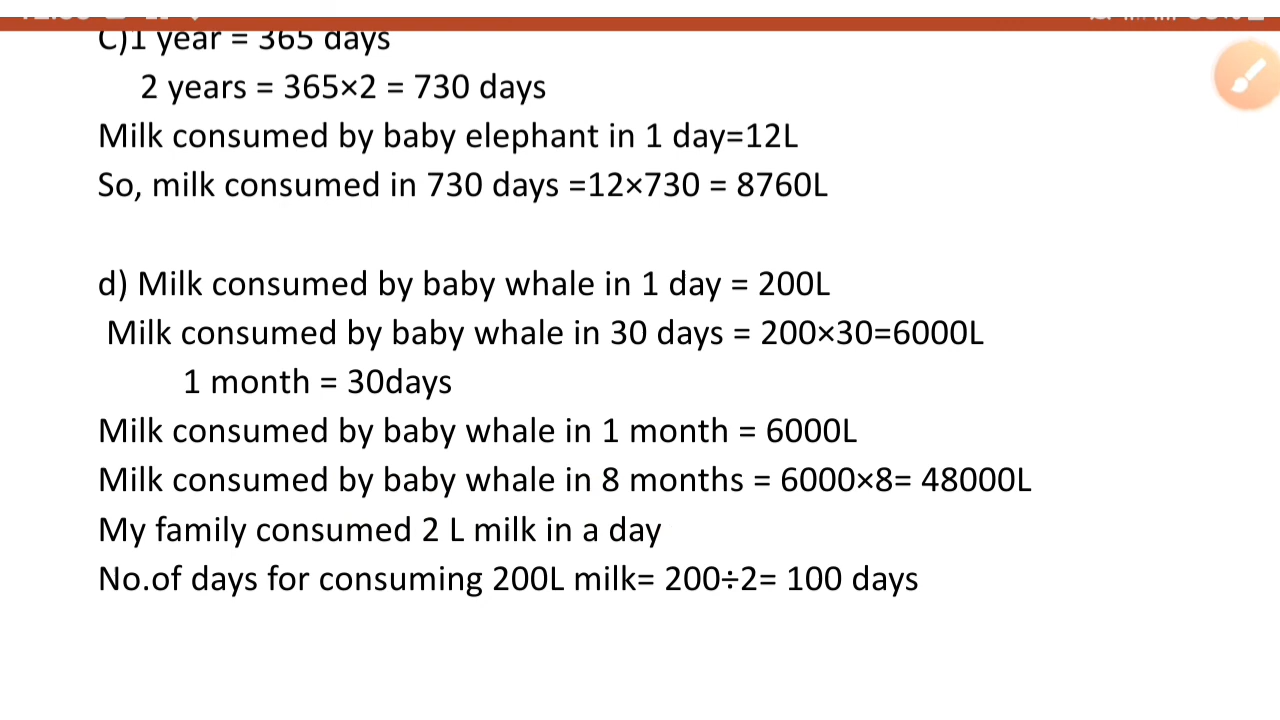 C)1 year = 365 days
2 years = 365×2 = 730 days
Milk consumed by baby elephant in 1 day=12L
So, milk consumed in 730 days =12×730 = 8760L
d) Milk consumed by baby whale in 1 day = 200L
Milk consumed by baby whale in 30 days = 200×30=6000L
1 month = 30days
Milk consumed by baby whale in 1 month = 6000L
Milk consumed by baby whale in 8 months = 6000×8= 48000L
My family consumed 2 L milk in a day
No.of days for consuming 200L milk= 200÷2= 100 days